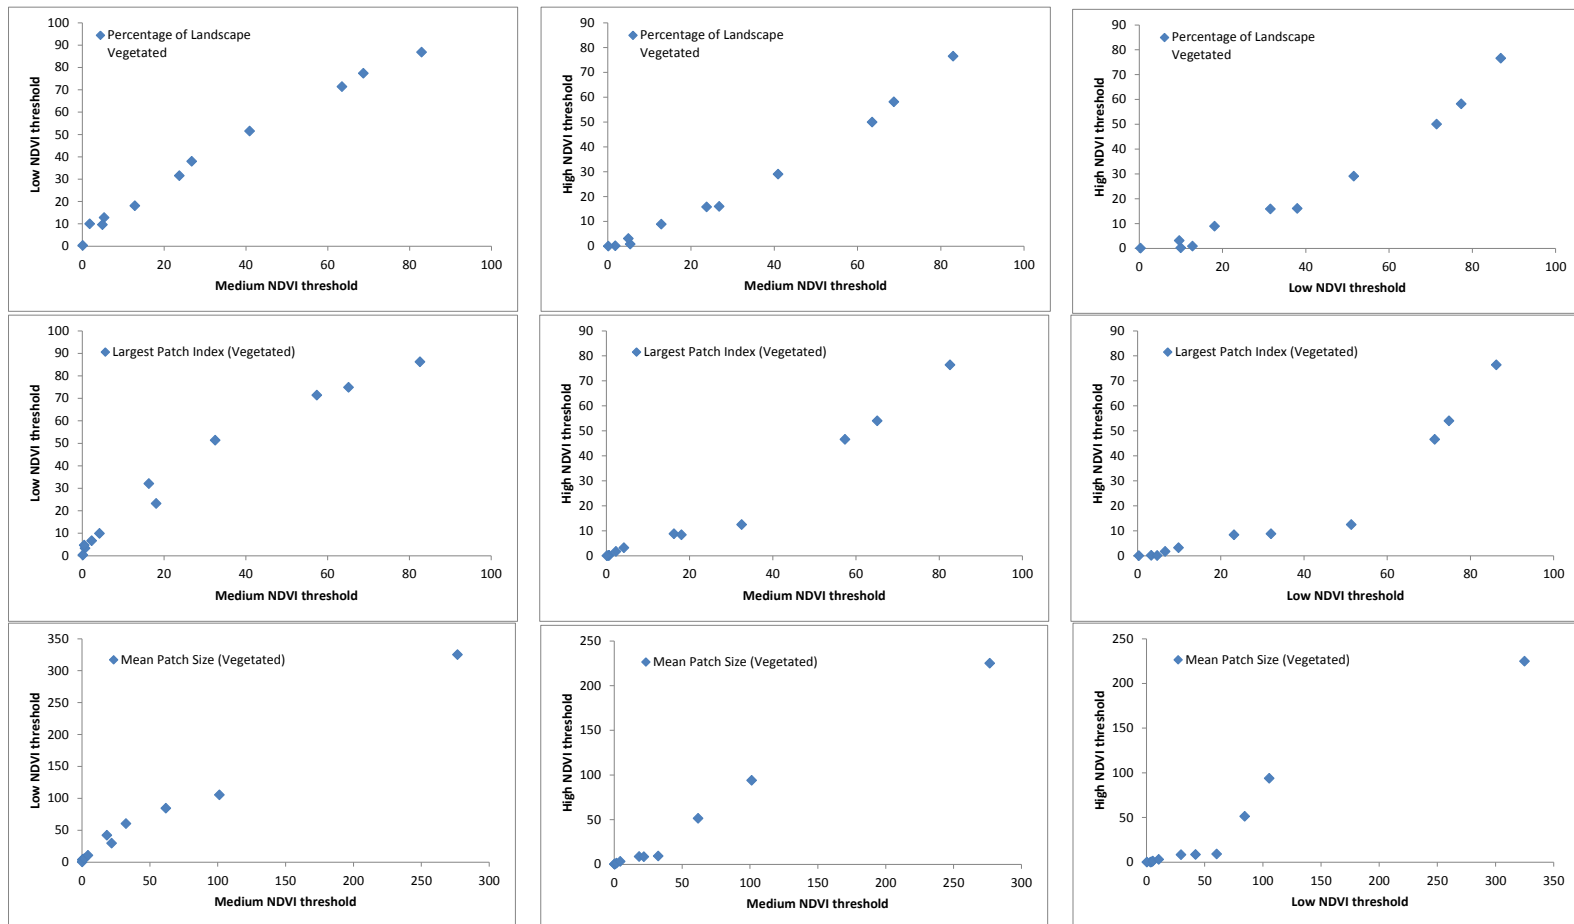 Percentage of Landscape
Vegetated
Low NDVI threshold
100
90
80
70
60
50
40
30
20
10
0
0 20 40 60 80 100
Medium NDVI threshold
Percentage of Landscape
Vegetated
High NDVI threshold
90
80
70
60
50
40
30
20
10
0
0 20 40 60 80 100
Medium NDVI threshold
Percentage of Landscape
Vegetated
High NDVI threshold
90
80
70
60
50
40
30
20
10
0
0 20 40 60 80 100
Low NDVI threshold
Largest Patch Index (Vegetated)
Low NDVI threshold
100
90
80
70
60
50
40
30
20
10
0
0 20 40 60 80 100
Medium NDVI threshold
Largest Patch Index (Vegetated)
High NDVI threshold
90
80
70
60
50
40
30
20
10
0
0 20 40 60 80 100
Medium NDVI threshold
Largest Patch Index (Vegetated)
High NDVI threshold
90
80
70
60
50
40
30
20
10
0
0 20 40 60 80 100
Low NDVI threshold
Mean Patch Size (Vegetated)
Low NDVI threshold
350
300
250
200
150
100
50
0
0 50 100 150 200 250 300
Medium NDVI threshold
Mean Patch Size (Vegetated)
High NDVI threshold
250
200
150
100
50
0
0 50 100 150 200 250 300
Medium NDVI threshold
Mean Patch Size (Vegetated)
High NDVI threshold
250
200
150
100
50
0
0 50 100 150 200 250 300 350
Low NDVI threshold